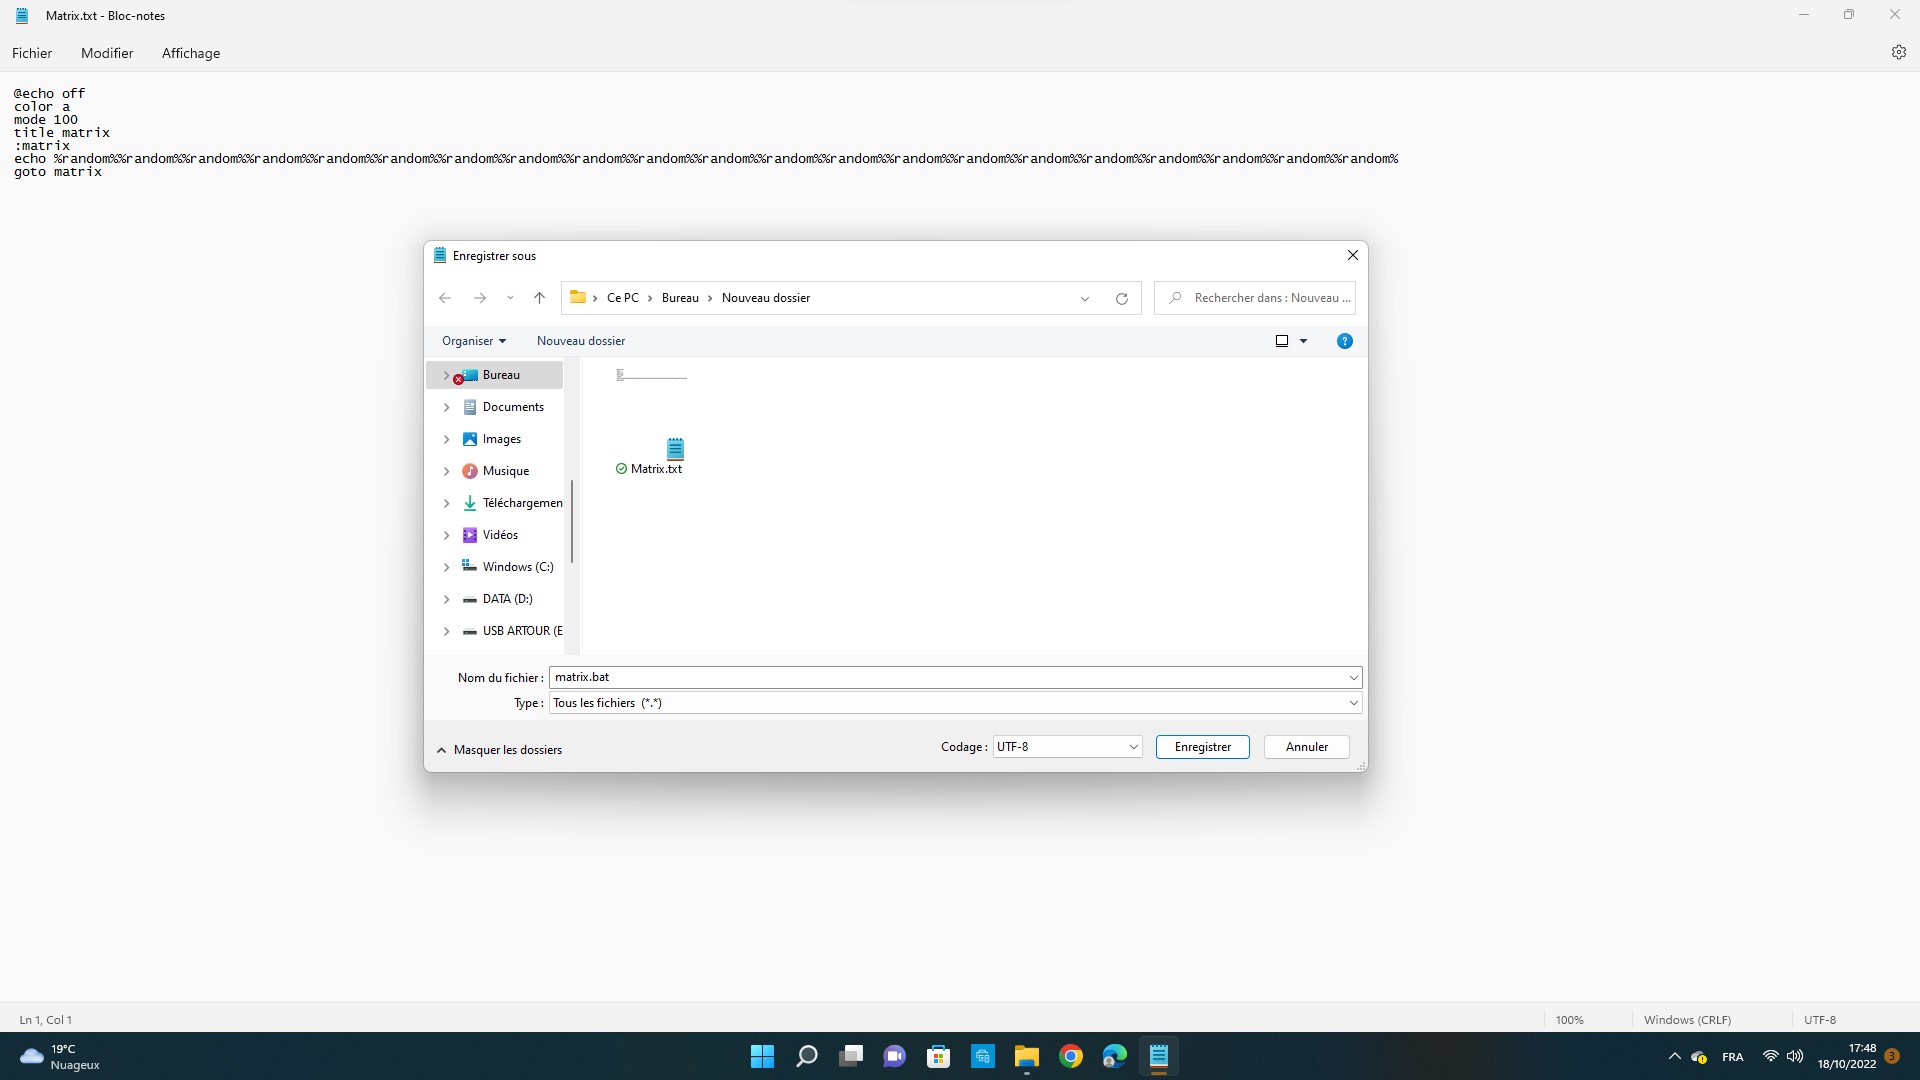 Matrix.txt - Bloc-notes
Fichier Modifier Affichage
@echo off
color a
mode 100
title matrix
:matrix
echo %random%%random%%random%%random%%random%%random%%random%%random%%random%%random%%random%%random%%random%%random%%random%%random%%random%%random%%random%%random%%random%
goto matrix
Enregistrer sous
Ce PC > Bureau > Nouveau dossier
Rechercher dans : Nouveau ...
Organiser Nouveau dossier
Bureau
Documents
Images
Musique
Téléchargemen
Vidéos
Windows (C:)
DATA (D:)
USB ARTOUR (E
Matrix.txt
Nom du fichier : matrix.bat
Type : Tous les fichiers (*.*)
Masquer les dossiers
Codage : UTF-8 Enregistrer Annuler
Ln 1, Col 1
100%
Windows (CRLF)
UTF-8
19°C
Nuageux
FRA
17:48
18/10/2022
3